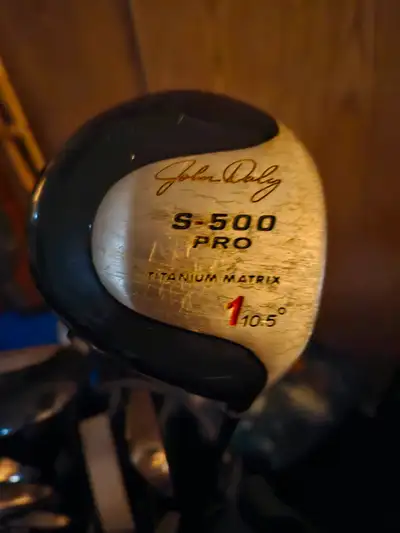 John Daly
S-500
PRO
TITANIUM MATRIX
1 10.5°